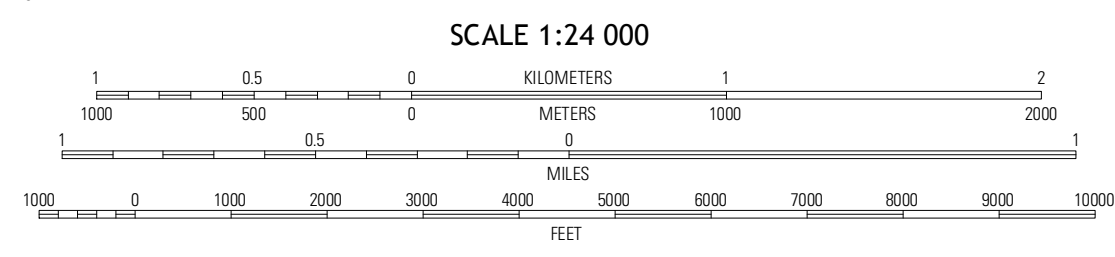 SCALE 1:24 000
1 0.5 0 KILOMETERS 1 2
1000 500 0 METERS 1000 2000
1 0.5 0 1
MILES
1000 0 1000 2000 3000 4000 5000 6000 7000 8000 9000 10000
FEET